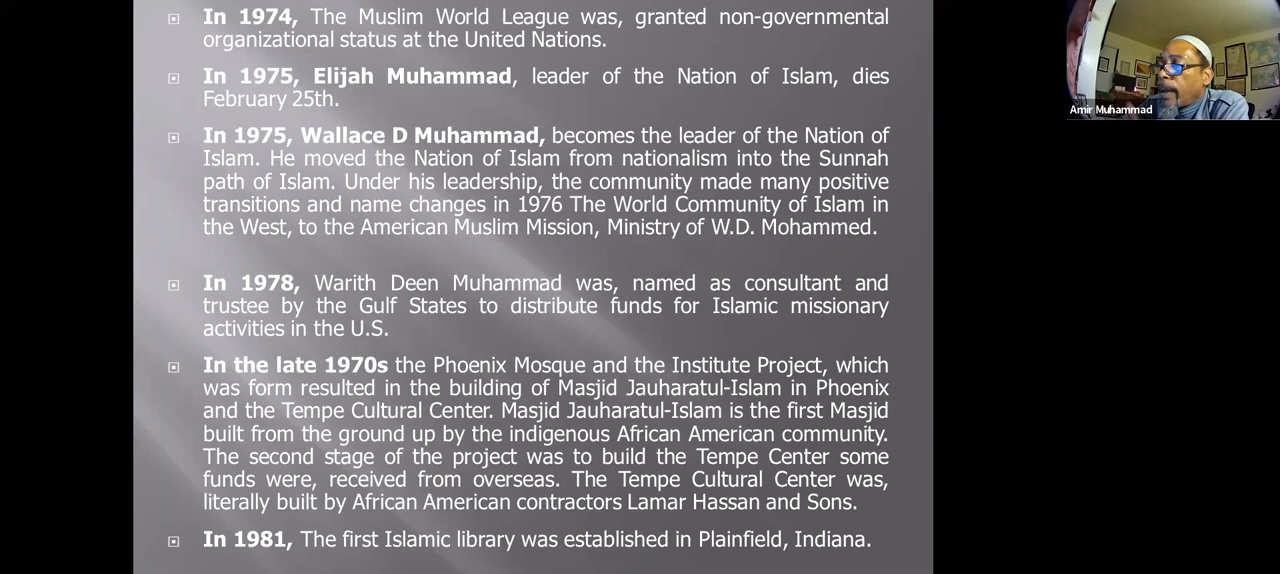 In 1974, The Muslim World League was, granted non-governmental
organizational status at the United Nations.
In 1975, Elijah Muhammad, leader of the Nation of Islam, dies
February 25th.
In 1975, Wallace D Muhammad, becomes the leader of the Nation of
Islam. He moved the Nation of Islam from nationalism into the Sunnah
path of Islam. Under his leadership, the community made many positive
transitions and name changes in 1976 The World Community of Islam in
the West, to the American Muslim Mission, Ministry of W.D. Mohammed.
In 1978, Warith Deen Muhammad was, named as consultant and
trustee by the Gulf States to distribute funds for Islamic missionary
activities in the U.S.
In the late 1970s the Phoenix Mosque and the Institute Project, which
was form resulted in the building of Masjid Jauharatul-Islam in Phoenix
and the Tempe Cultural Center. Masjid Jauharatul-Islam is the first Masjid
built from the ground up by the indigenous African American community.
The second stage of the project was to build the Tempe Center some
funds were, received from overseas. The Tempe Cultural Center was,
literally built by African American contractors Lamar Hassan and Sons.
In 1981, The first Islamic library was established in Plainfield, Indiana.
Amir Muhammad